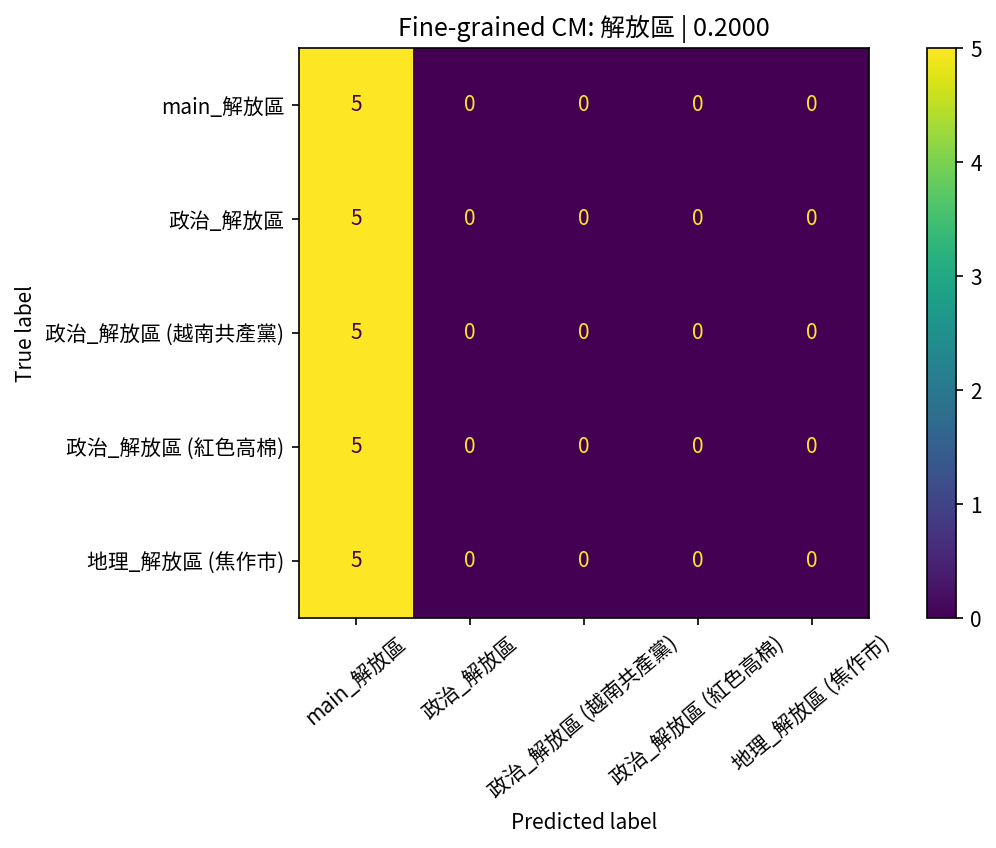 Fine-grained CM: 解放區 | 0.2000
True label
main_解放區
5 0 0 0 0
政治_解放區
5 0 0 0 0
政治_解放區 (越南共產黨)
5 0 0 0 0
政治_解放區 (紅色高棉)
5 0 0 0 0
地理_解放區 (焦作市)
5 0 0 0 0
main_解放區
政治_解放區
政治_解放區 (越南共產黨)
政治_解放區 (紅色高棉)
地理_解放區 (焦作市)
Predicted label
5
4
3
2
1
0